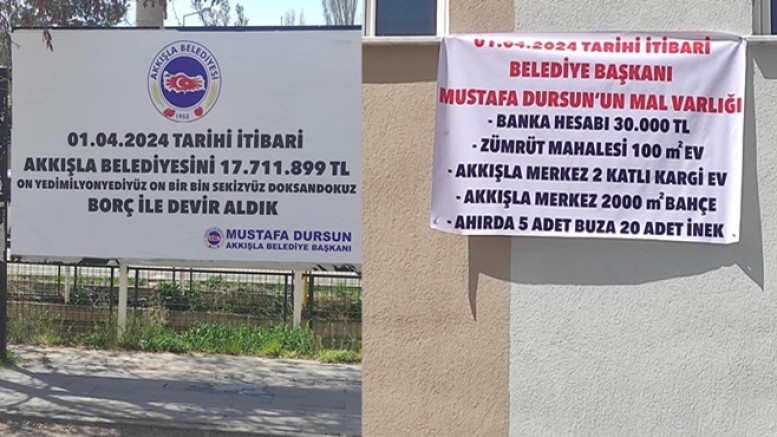 AKKIŞLA BELEDİYESİ
1952
01.04.2024 TARİHİ İTİBARİ
AKKIŞLA BELEDİYESİNİ 17.711.899 TL
ON YEDİMİLYONYEDİYÜZ ON BİR BİN SEKİZYÜZ DOKSANDOKUZ
BORÇ İLE DEVİR ALDIK
MUSTAFA DURSUN
AKKIŞLA BELEDİYE BAŞKANI
01.04.2024 TARİHİ İTİBARİ
BELEDİYE BAŞKANI
MUSTAFA DURSUN'UN MAL VARLIĞI
- BANKA HESABI 30.000 TL
- ZÜMRÜT MAHALESİ 100 m² EV
- AKKIŞLA MERKEZ 2 KATLI KARGİ EV
- AKKIŞLA MERKEZ 2000 m² BAHÇE
- AHIRDA 5 ADET BUZA 20 ADET İNEK